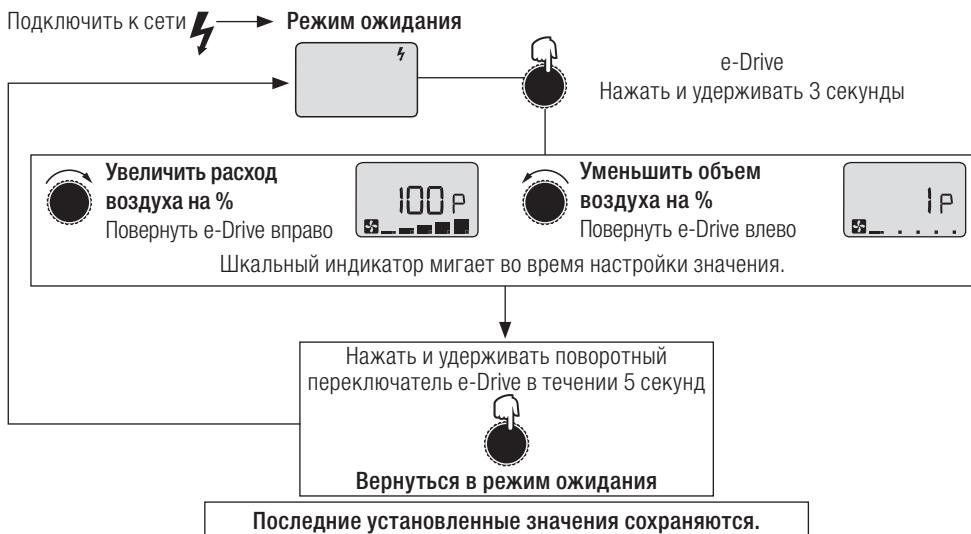 Подключить к сети
Режим ожидания
e-Drive
Нажать и удерживать 3 секунды
Увеличить расход
воздуха на %
Повернуть e-Drive вправо
100 P
Уменьшить объем
воздуха на %
Повернуть e-Drive влево
1 P
Шкальный индикатор мигает во время настройки значения.
Нажать и удерживать поворотный
переключатель e-Drive в течении 5 секунд
Вернуться в режим ожидания
Последние установленные значения сохраняются.